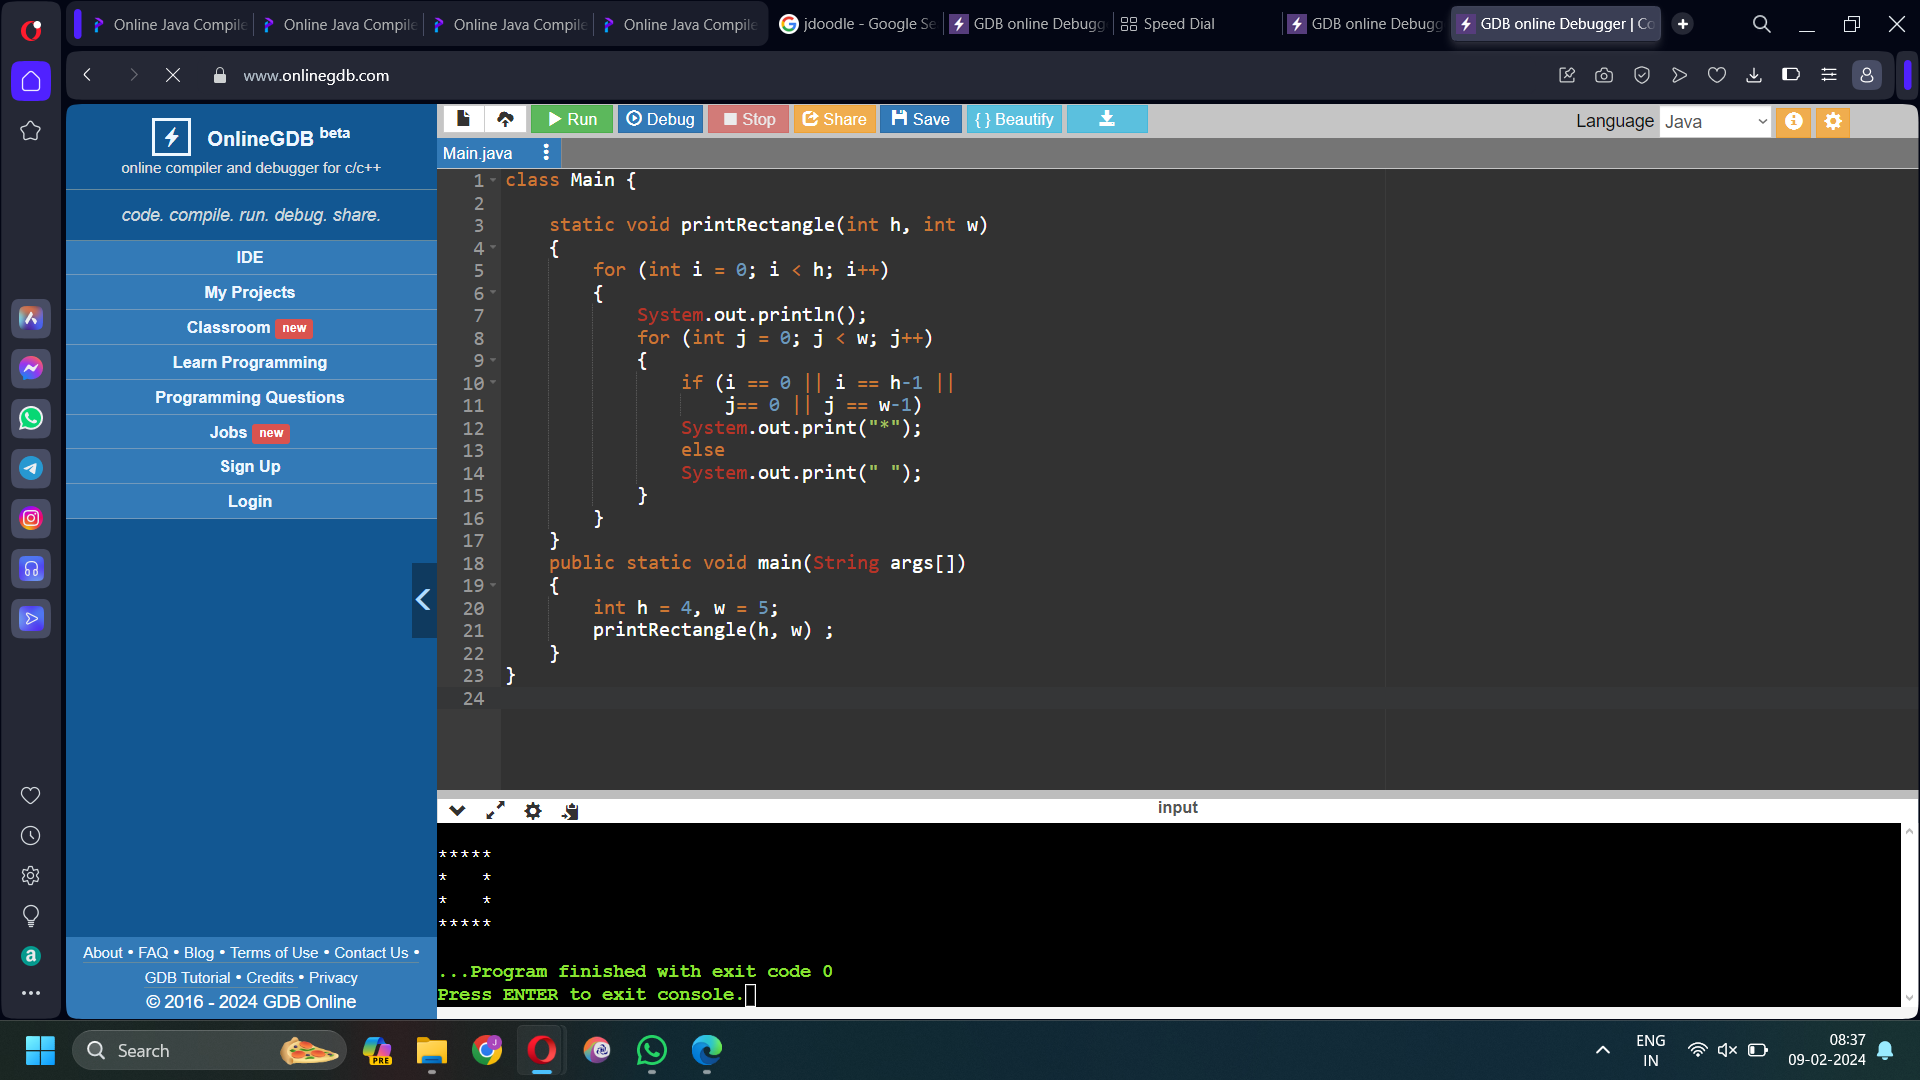 Online Java Compile
Online Java Compile
Online Java Compile
Online Java Compile
jdoodle - Google Se
GDB online Debugg
Speed Dial
GDB online Debugg
GDB online Debugger | Co
www.onlinegdb.com
OnlineGDB beta
online compiler and debugger for c/c++
code. compile. run. debug. share.
IDE
My Projects
Classroom new
Learn Programming
Programming Questions
Jobs new
Sign Up
Login
About • FAQ • Blog • Terms of Use • Contact Us •
GDB Tutorial • Credits • Privacy
© 2016 - 2024 GDB Online
Run
Debug
Stop
Share
Save
{ } Beautify
Language Java
Main.java
1 class Main {
2
3     static void printRectangle(int h, int w)
4     {
5         for (int i = 0; i < h; i++)
6         {
7             System.out.println();
8             for (int j = 0; j < w; j++)
9             {
10                 if (i == 0 || i == h-1 ||
11                     j== 0 || j == w-1)
12                 System.out.print("*");
13                 else
14                 System.out.print(" ");
15             }
16         }
17     }
18     public static void main(String args[])
19     {
20         int h = 4, w = 5;
21         printRectangle(h, w) ;
22     }
23 }
24
input
*****
*   *
*   *
*****
...Program finished with exit code 0
Press ENTER to exit console.
Search
PRE
ENG
IN
08:37
09-02-2024